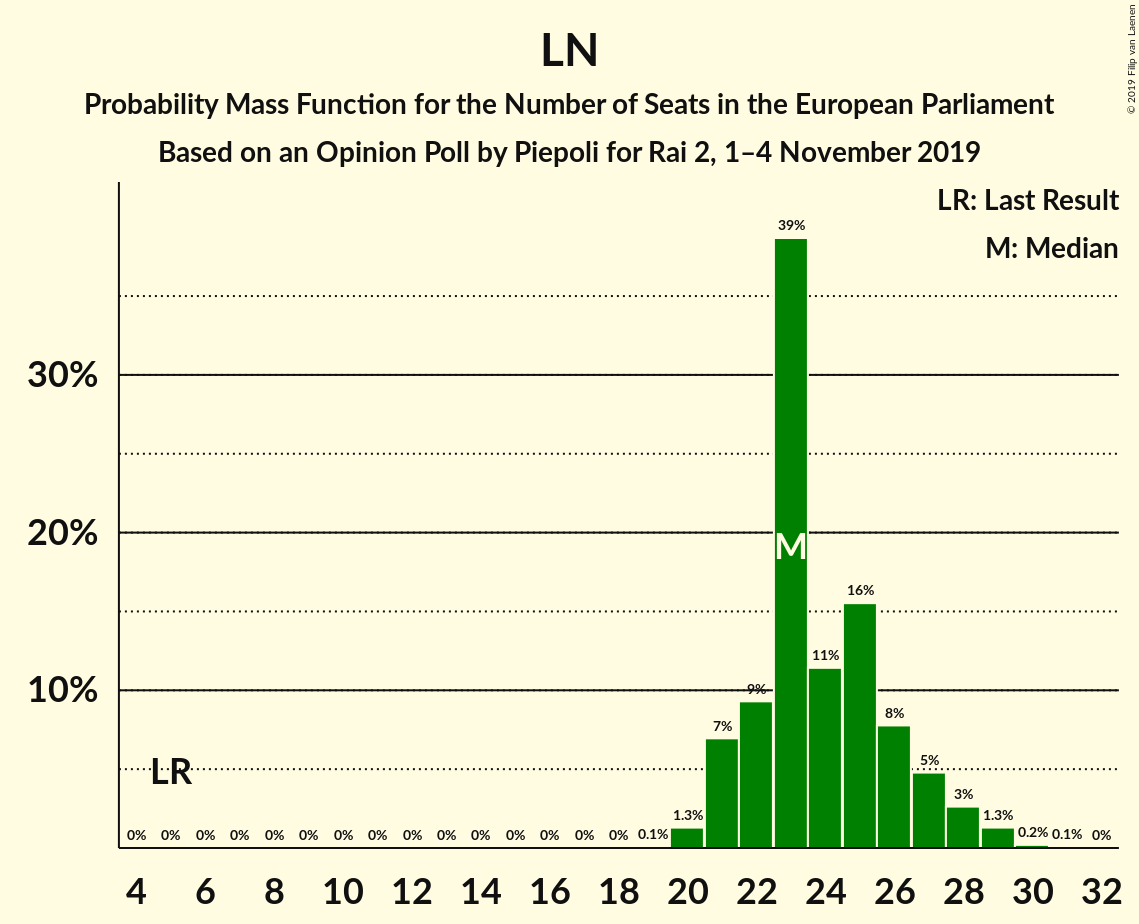 LN
Probability Mass Function for the Number of Seats in the European Parliament
Based on an Opinion Poll by Piepoli for Rai 2, 1–4 November 2019
© 2019 Filip van Laenen
LR: Last Result
M: Median
39%
30%
20%
M
16%
11%
10%
9%
8%
7%
LR
5%
3%
0% 0% 0% 0% 0% 0% 0% 0% 0% 0% 0% 0% 0% 0% 0% 0.1% 1.3% 1.3% 0.2% 0.1% 0%
4 6 8 10 12 14 16 18 20 22 24 26 28 30 32